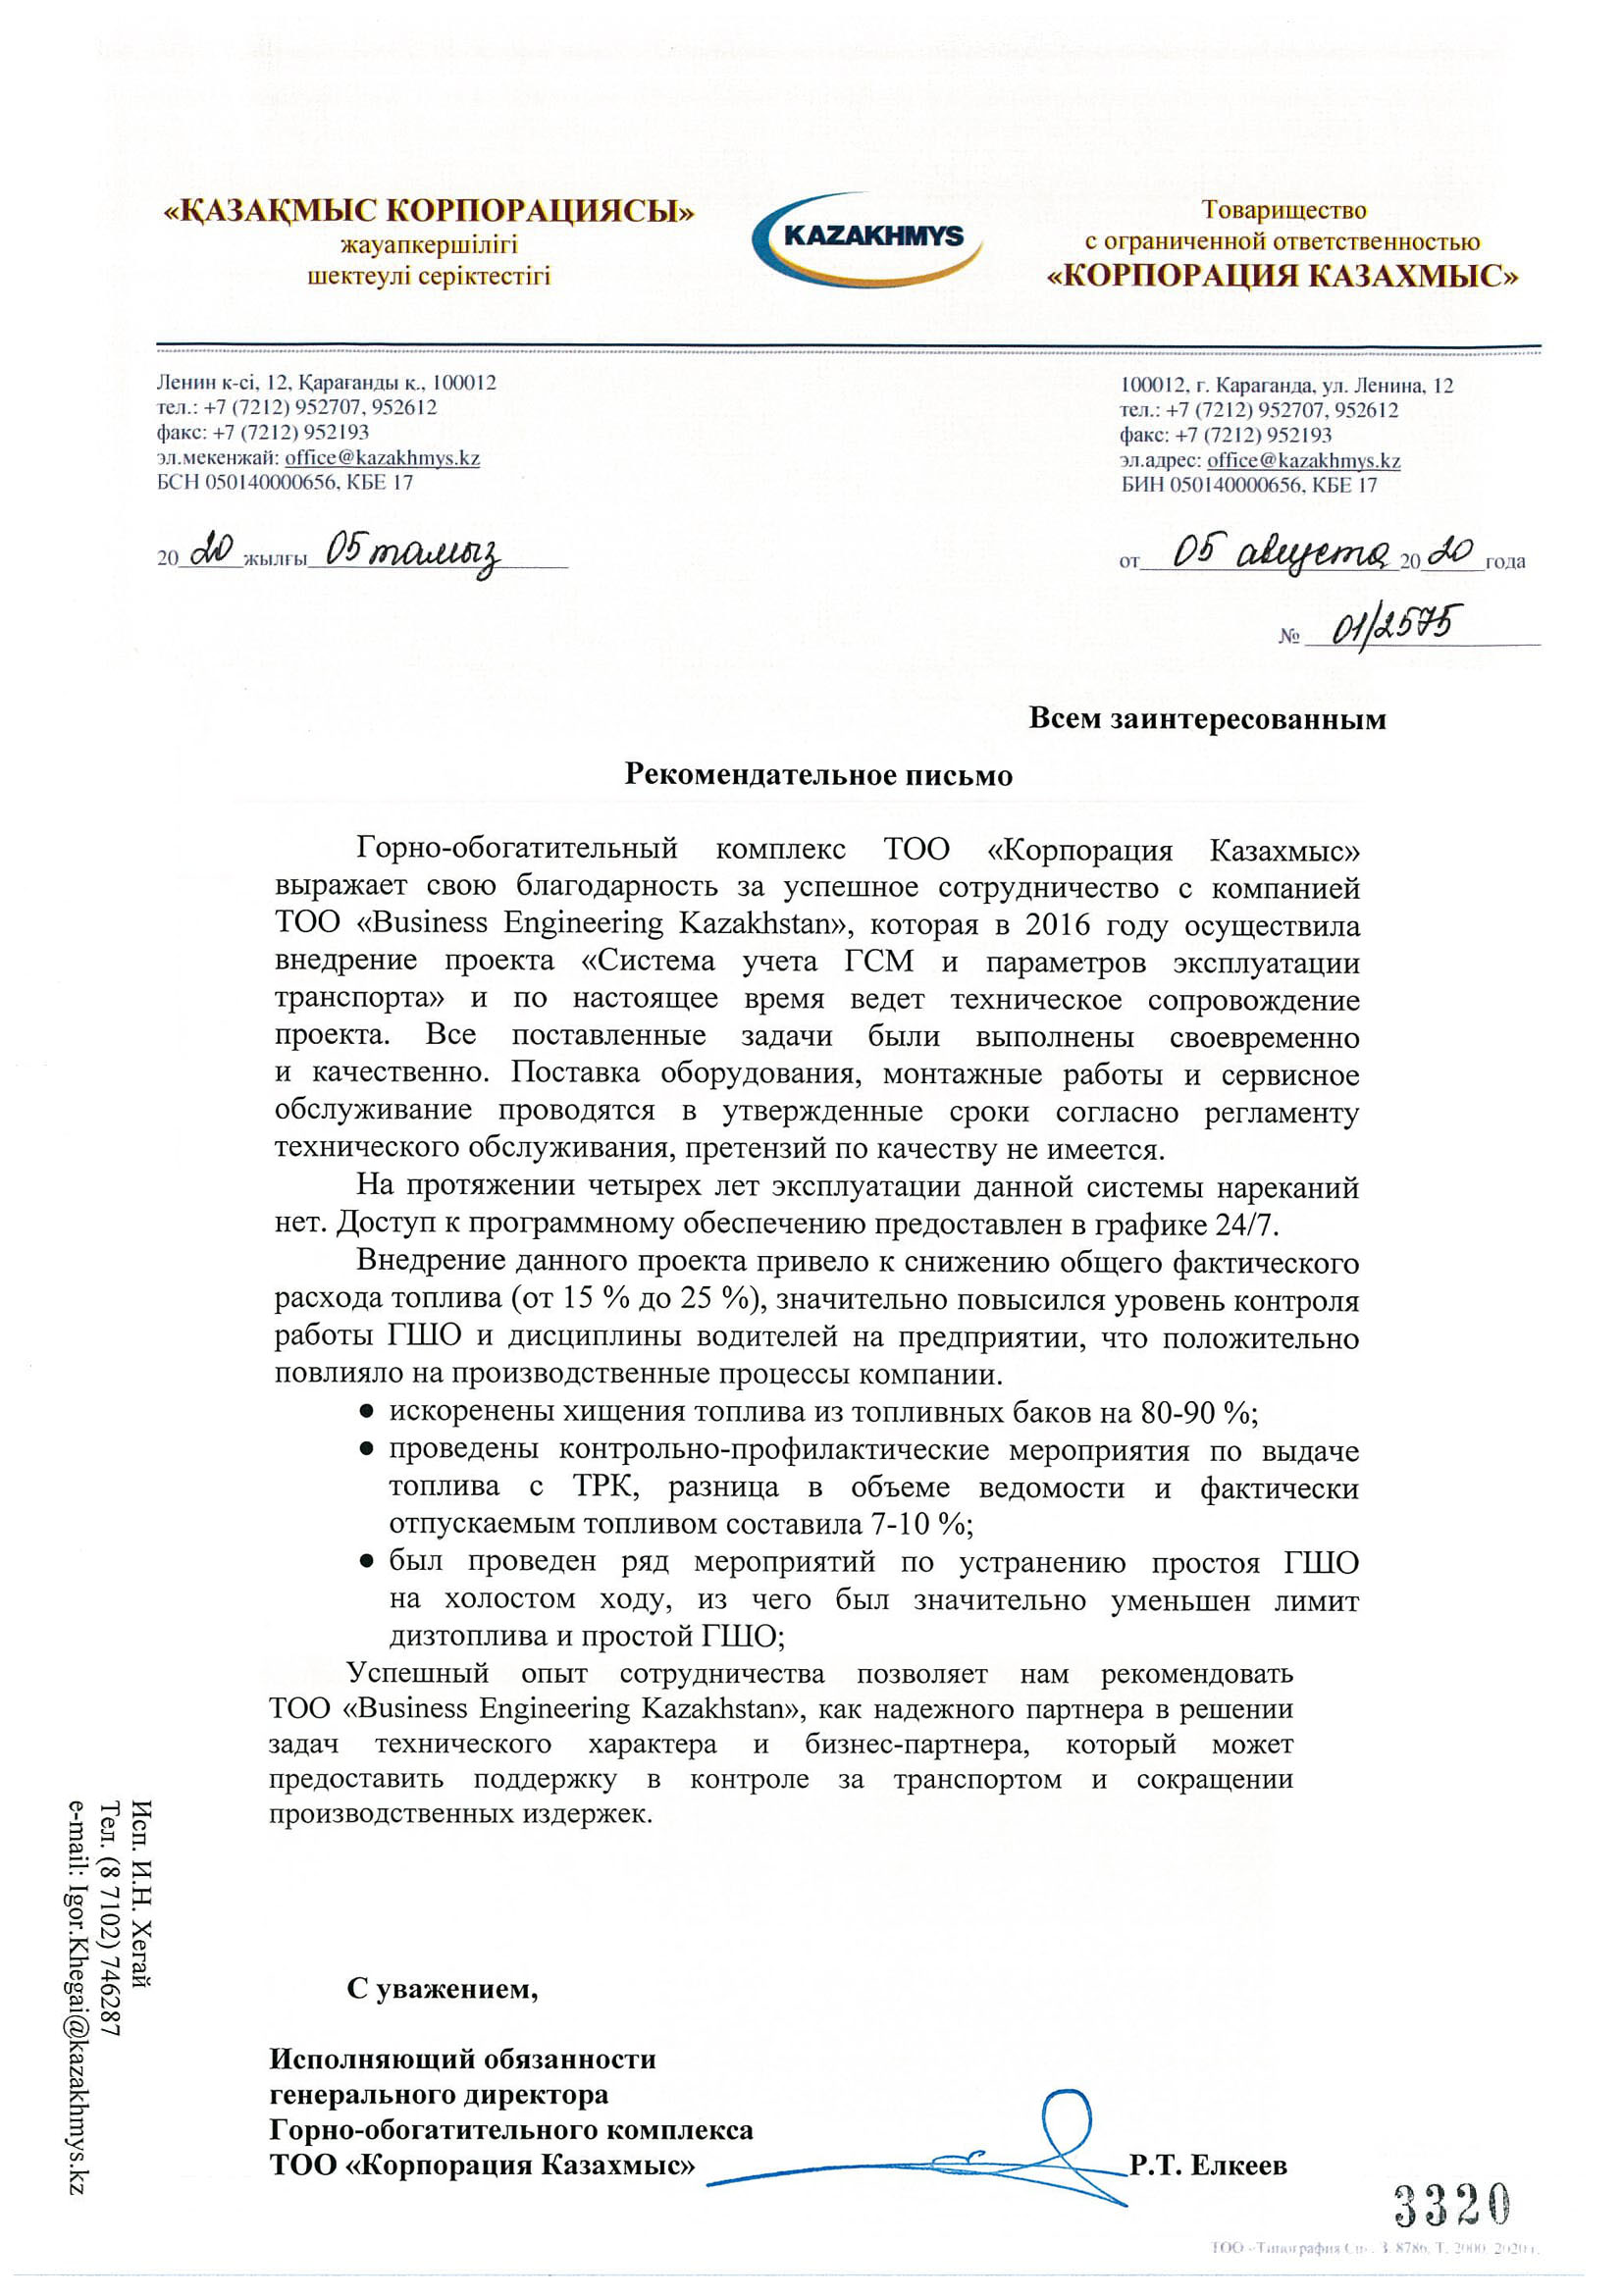 «ҚАЗАҚМЫС КОРПОРАЦИЯСЫ»
жауапкершілігі
шектеулі серіктестігі
KAZAKHMYS
Товарищество
с ограниченной ответственностью
«КОРПОРАЦИЯ КАЗАХМЫС»
Ленин к-сі, 12, Қарағанды қ., 100012
тел.: +7 (7212) 952707, 952612
факс: +7 (7212) 952193
эл.мекенжай: office@kazakhmys.kz
БСН 050140000656, КБЕ 17
100012, г. Караганда, ул. Ленина, 12
тел.: +7 (7212) 952707, 952612
факс: +7 (7212) 952193
эл.адрес: office@kazakhmys.kz
БИН 050140000656, КБЕ 17
2020 жылғы 05 тамыз
от 05 августа 2020 года
№ 01/2575
Всем заинтересованным
Рекомендательное письмо
Горно-обогатительный комплекс ТОО «Корпорация Казахмыс»
выражает свою благодарность за успешное сотрудничество с компанией
ТОО «Business Engineering Kazakhstan», которая в 2016 году осуществила
внедрение проекта «Система учета ГСМ и параметров эксплуатации
транспорта» и по настоящее время ведет техническое сопровождение
проекта. Все поставленные задачи были выполнены своевременно
и качественно. Поставка оборудования, монтажные работы и сервисное
обслуживание проводятся в утвержденные сроки согласно регламенту
технического обслуживания, претензий по качеству не имеется.
На протяжении четырех лет эксплуатации данной системы нареканий
нет. Доступ к программному обеспечению предоставлен в графике 24/7.
Внедрение данного проекта привело к снижению общего фактического
расхода топлива (от 15 % до 25 %), значительно повысился уровень контроля
работы ГШО и дисциплины водителей на предприятии, что положительно
повлияло на производственные процессы компании.
● искоренены хищения топлива из топливных баков на 80-90 %;
● проведены контрольно-профилактические мероприятия по выдаче
топлива с ТРК, разница в объеме ведомости и фактически
отпускаемым топливом составила 7-10 %;
● был проведен ряд мероприятий по устранению простоя ГШО
на холостом ходу, из чего был значительно уменьшен лимит
дизтоплива и простой ГШО;
Успешный опыт сотрудничества позволяет нам рекомендовать
ТОО «Business Engineering Kazakhstan», как надежного партнера в решении
задач технического характера и бизнес-партнера, который может
предоставить поддержку в контроле за транспортом и сокращении
производственных издержек.
Исп. И.Н. Хегай
Тел. (8 7102) 746287
e-mail: Igor.Khegai@kazakhmys.kz
С уважением,
Исполняющий обязанности
генерального директора
Горно-обогатительного комплекса
ТОО «Корпорация Казахмыс»
Р.Т. Елкеев
3320
ТОО «Типография З. 8786. Т. 2000. 2020 г.